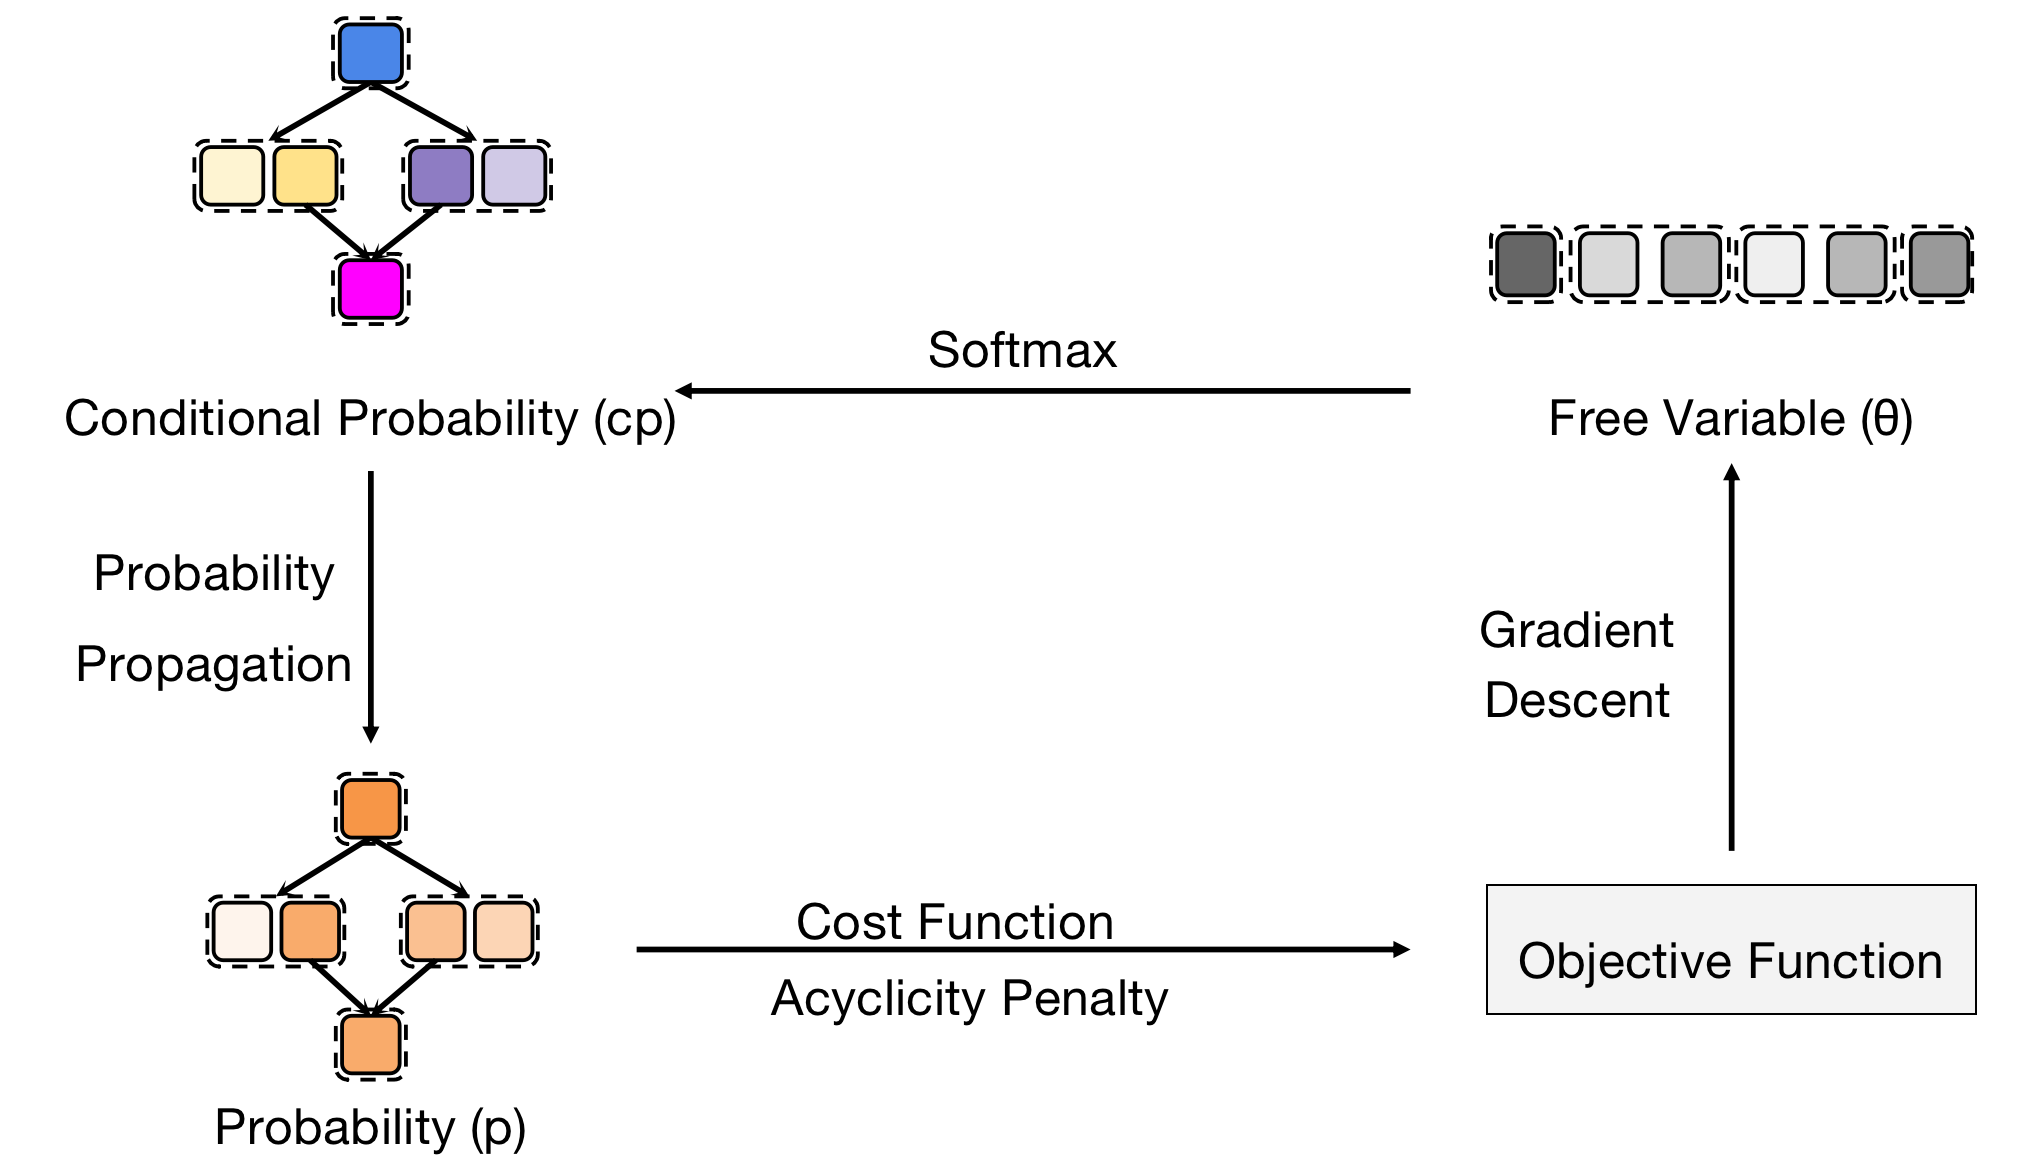 Softmax
Conditional Probability (cp)
Free Variable (θ)
Probability
Propagation
Gradient
Descent
Cost Function
Acyclicity Penalty
Objective Function
Probability (p)